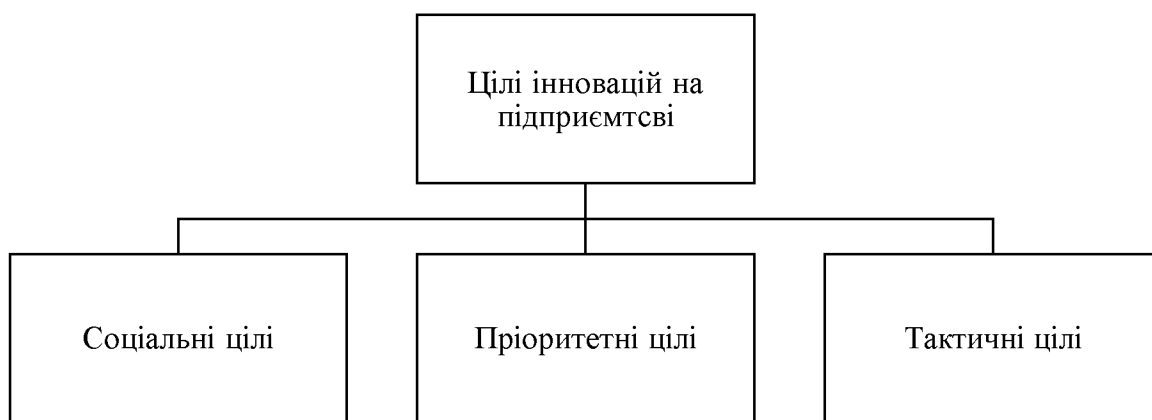 Цілі інновацій на
підприємтсві
Соціальні цілі
Пріоритетні цілі
Тактичні цілі